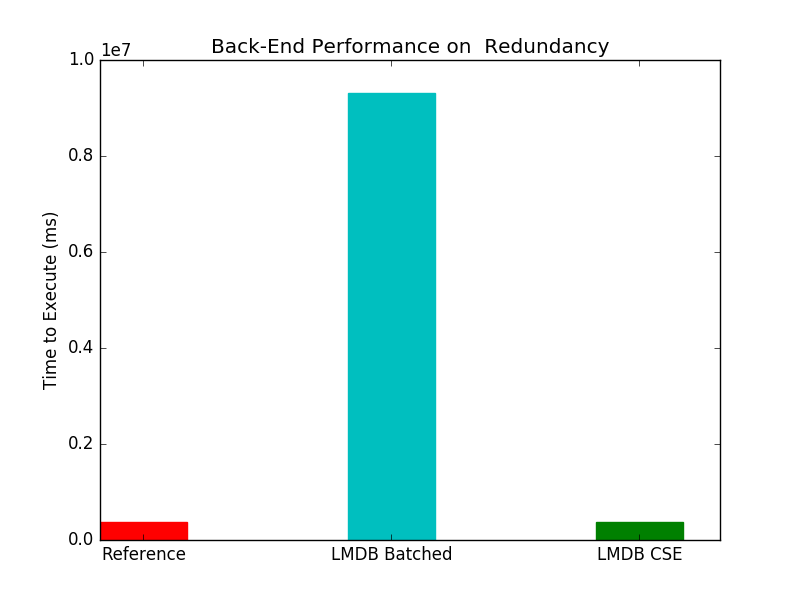 Back-End Performance on  Redundancy
1e7
1.0
0.8
0.6
0.4
0.2
0.0
Time to Execute (ms)
Reference
LMDB Batched
LMDB CSE